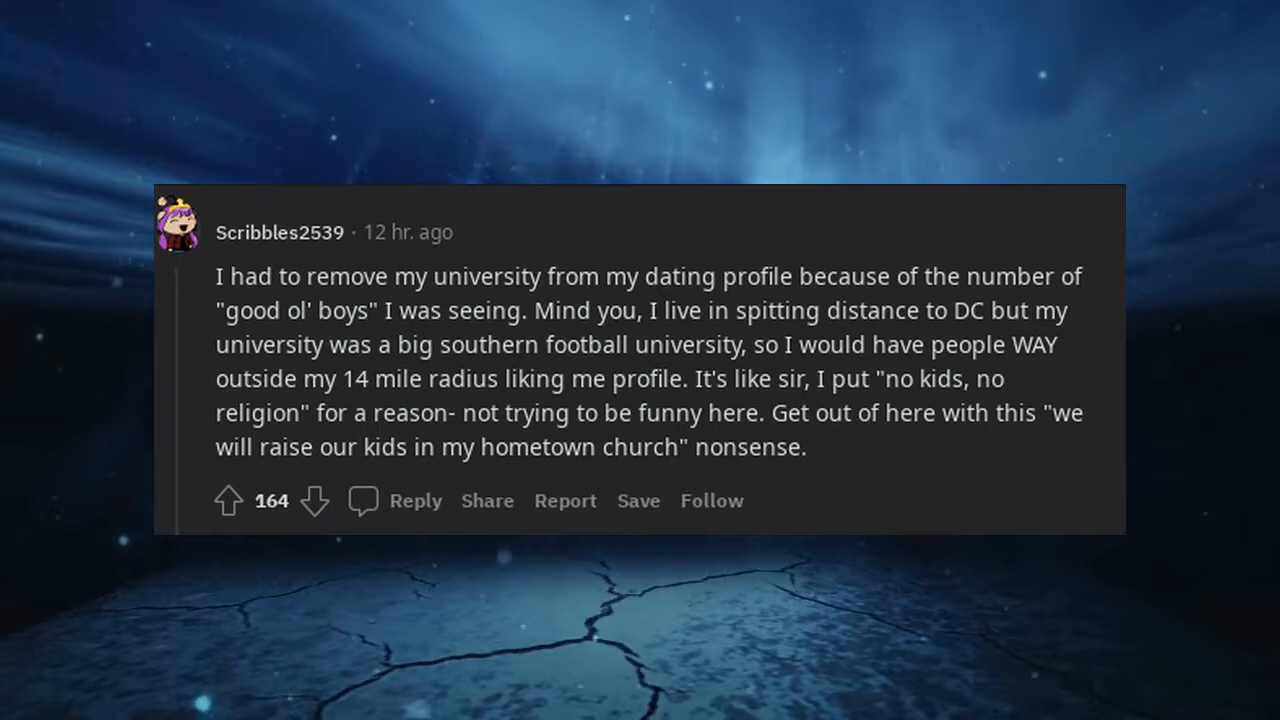 Scribbles2539 · 12 hr. ago
I had to remove my university from my dating profile because of the number of
"good ol' boys" I was seeing. Mind you, I live in spitting distance to DC but my
university was a big southern football university, so I would have people WAY
outside my 14 mile radius liking me profile. It's like sir, I put "no kids, no
religion" for a reason- not trying to be funny here. Get out of here with this "we
will raise our kids in my hometown church" nonsense.
164 Reply Share Report Save Follow